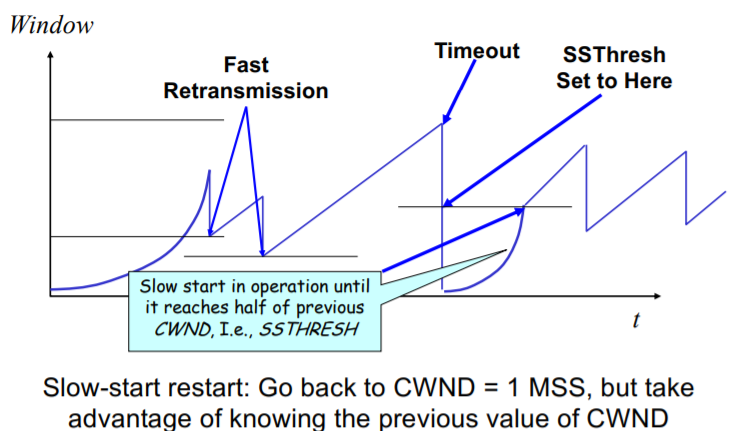 Window
Timeout
SSThresh
Set to Here
Fast
Retransmission
Slow start in operation until
it reaches half of previous
CWND, I.e., SSTHRESH
t
Slow-start restart: Go back to CWND = 1 MSS, but take
advantage of knowing the previous value of CWND